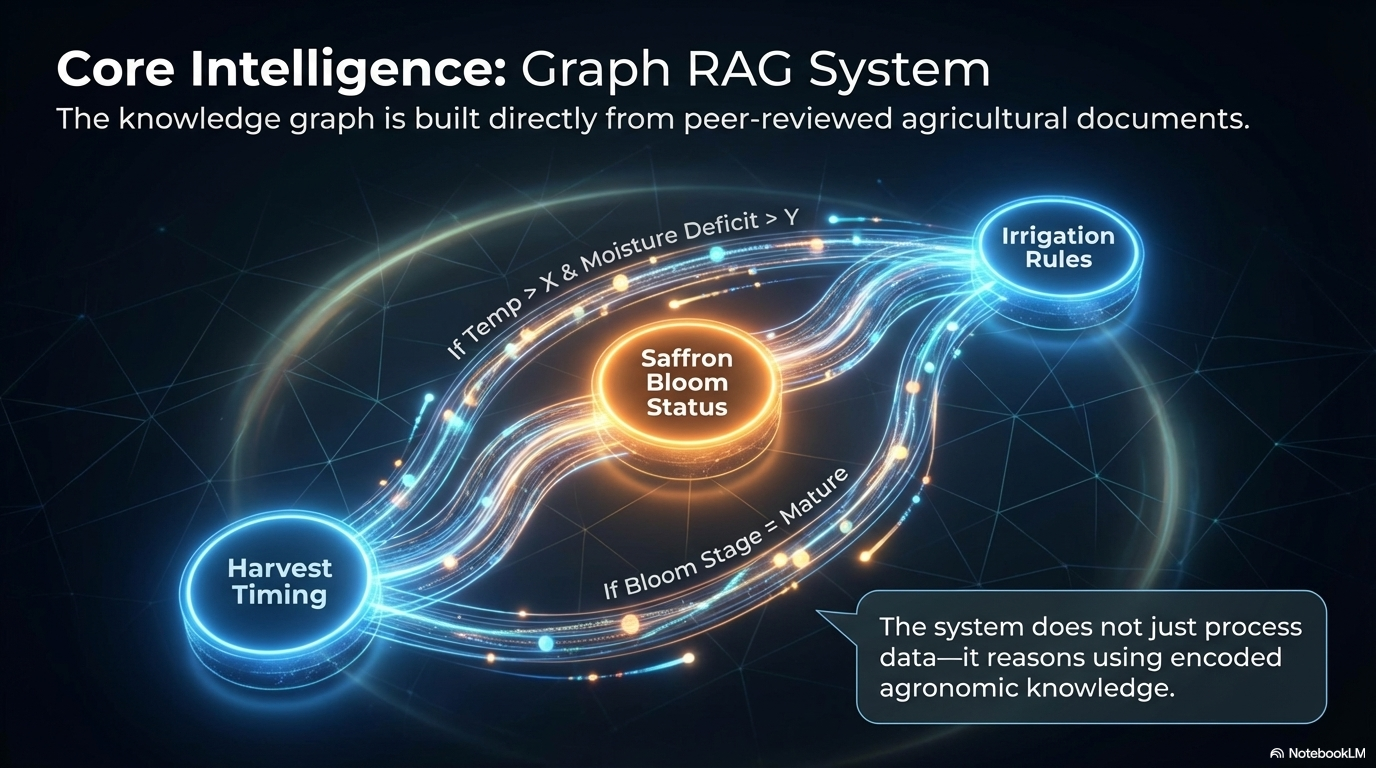 Core Intelligence: Graph RAG System
The knowledge graph is built directly from peer-reviewed agricultural documents.
If Temp > X & Moisture Deficit > Y
Irrigation
Rules
Saffron
Bloom
Status
If Bloom Stage = Mature
Harvest
Timing
The system does not just process
data—it reasons using encoded
agronomic knowledge.
NotebookLM